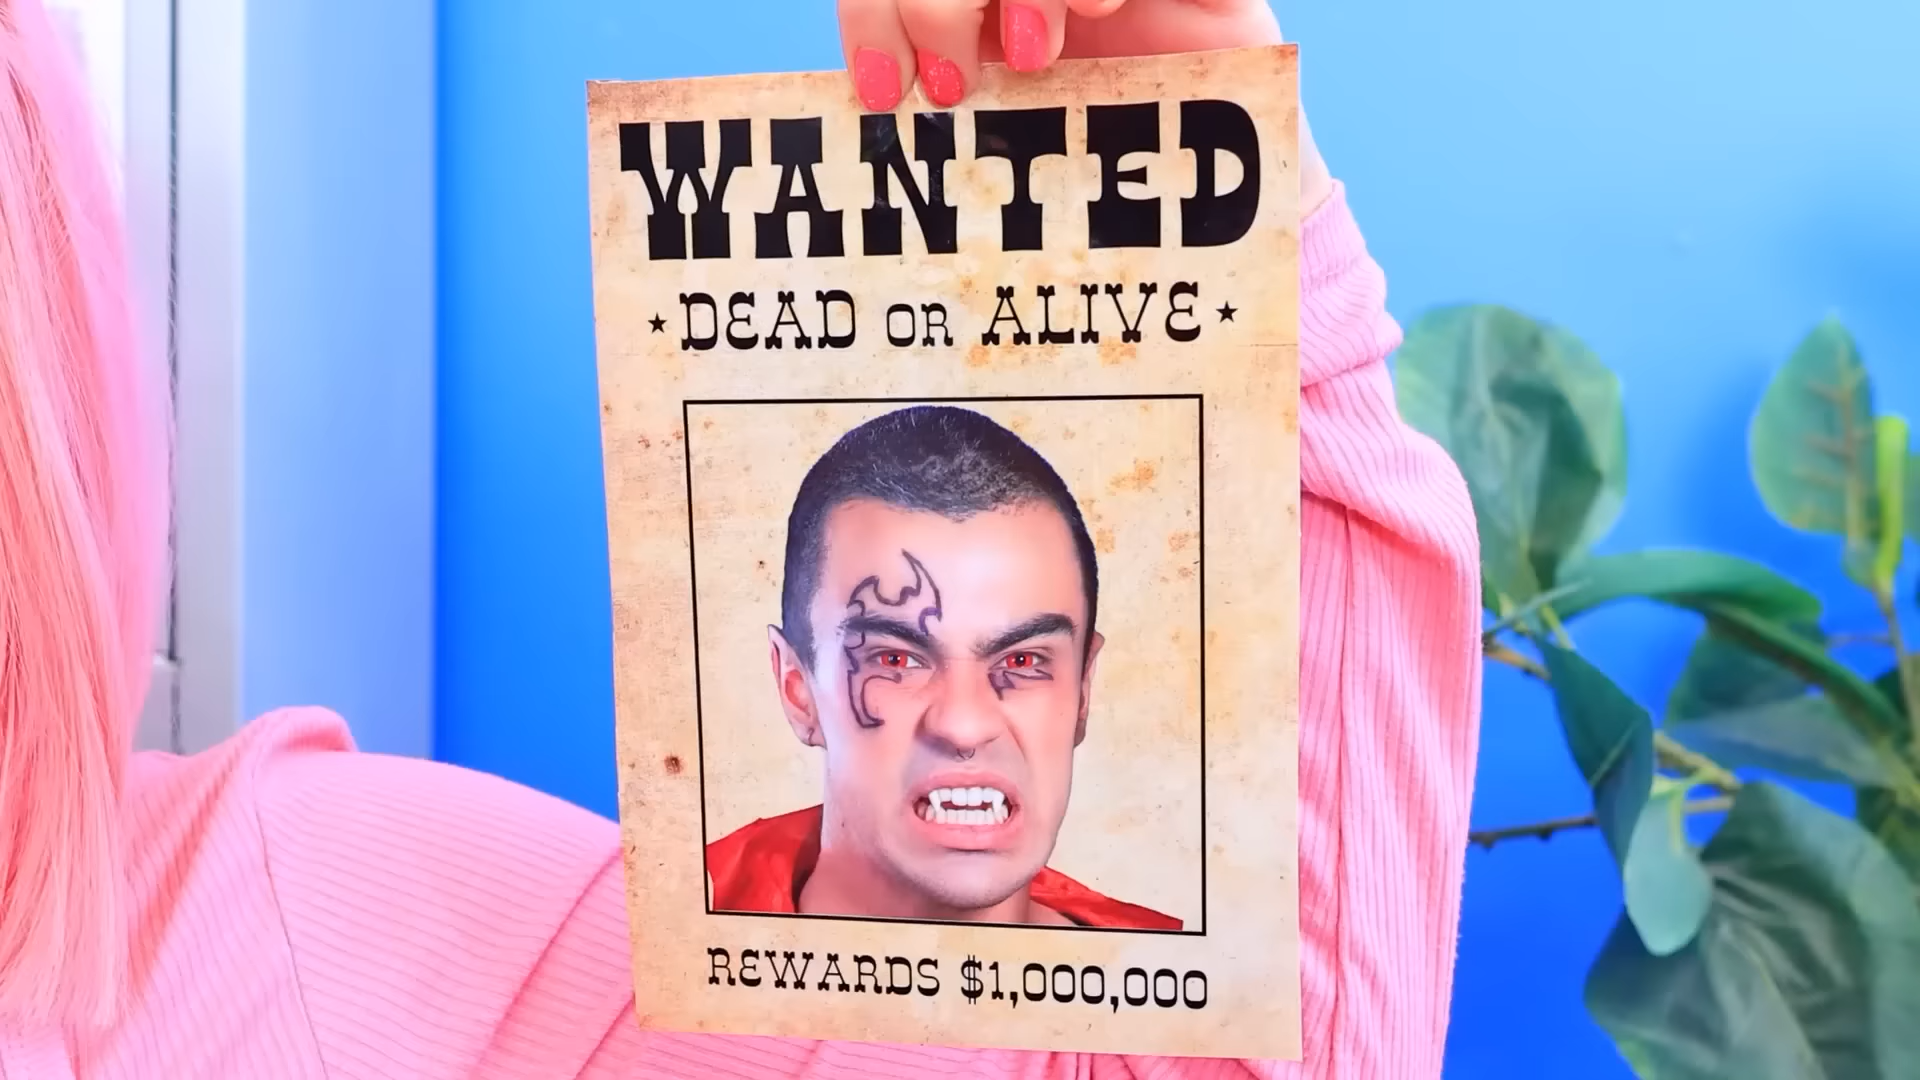 WANTED
★ DEAD OR ALIVE ★
REWARDS $1,000,000